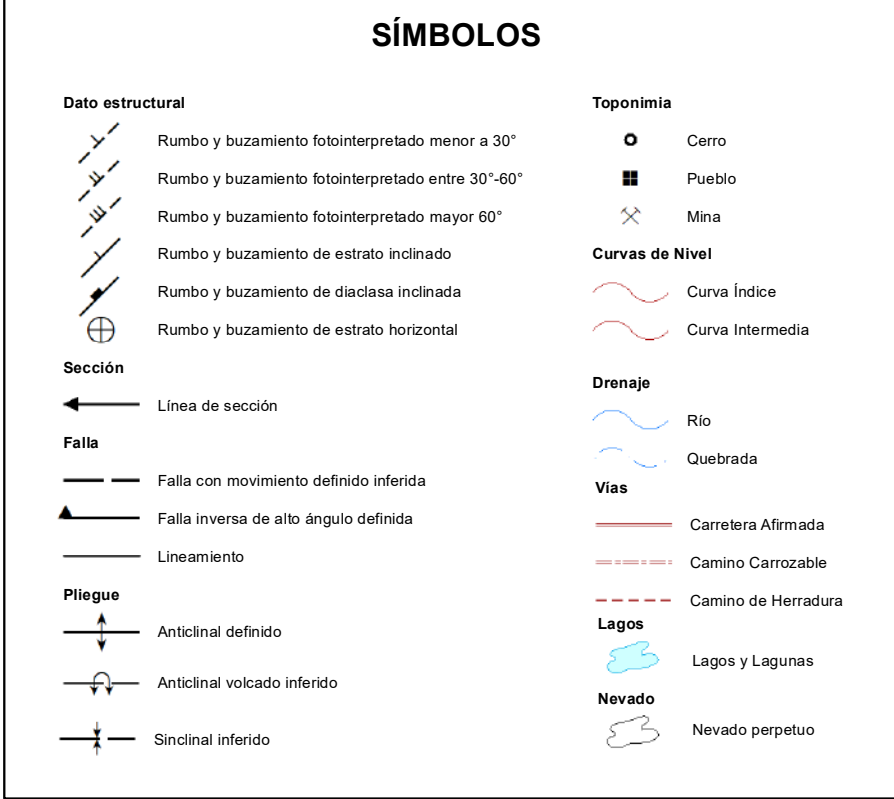 SÍMBOLOS
Dato estructural
Rumbo y buzamiento fotointerpretado menor a 30°
Rumbo y buzamiento fotointerpretado entre 30°-60°
Rumbo y buzamiento fotointerpretado mayor 60°
Rumbo y buzamiento de estrato inclinado
Rumbo y buzamiento de diaclasa inclinada
Rumbo y buzamiento de estrato horizontal
Sección
Línea de sección
Falla
Falla con movimiento definido inferida
Falla inversa de alto ángulo definida
Lineamiento
Pliegue
Anticlinal definido
Anticlinal volcado inferido
Sinclinal inferido
Toponimia
Cerro
Pueblo
Mina
Curvas de Nivel
Curva Índice
Curva Intermedia
Drenaje
Río
Quebrada
Vías
Carretera Afirmada
Camino Carrozable
Camino de Herradura
Lagos
Lagos y Lagunas
Nevado
Nevado perpetuo